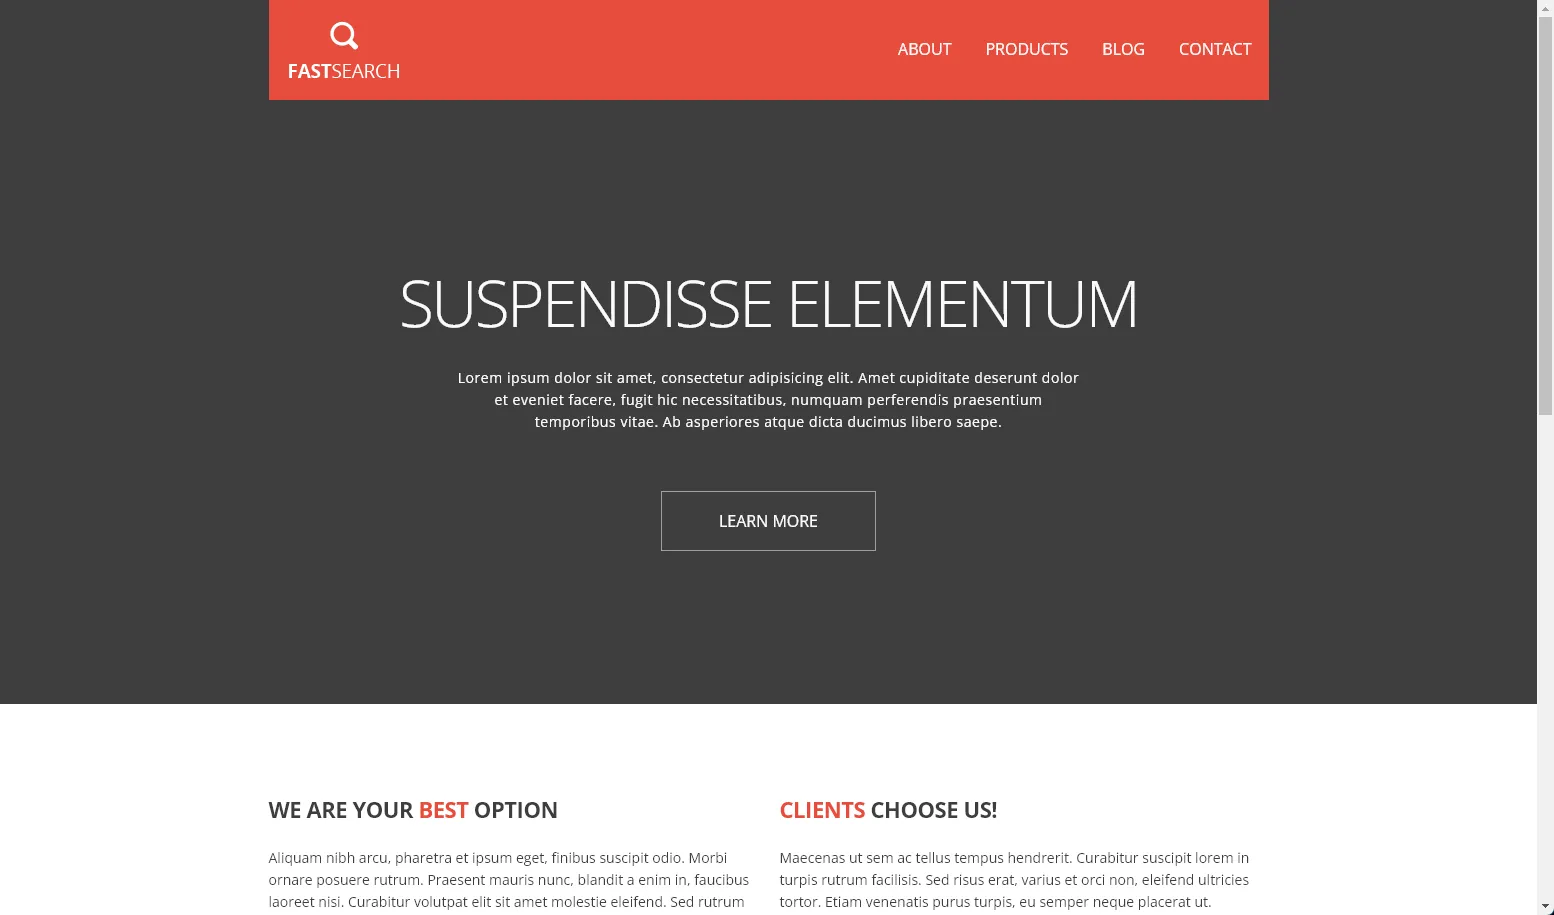 FASTSEARCH
ABOUT PRODUCTS BLOG CONTACT
SUSPENDISSE ELEMENTUM
Lorem ipsum dolor sit amet, consectetur adipisicing elit. Amet cupiditate deserunt dolor
et eveniet facere, fugit hic necessitatibus, numquam perferendis praesentium
temporibus vitae. Ab asperiores atque dicta ducimus libero saepe.
LEARN MORE
WE ARE YOUR BEST OPTION
Aliquam nibh arcu, pharetra et ipsum eget, finibus suscipit odio. Morbi
ornare posuere rutrum. Praesent mauris nunc, blandit a enim in, faucibus
laoreet nisi. Curabitur volutpat elit sit amet molestie eleifend. Sed rutrum
CLIENTS CHOOSE US!
Maecenas ut sem ac tellus tempus hendrerit. Curabitur suscipit lorem in
turpis rutrum facilisis. Sed risus erat, varius et orci non, eleifend ultricies
tortor. Etiam venenatis purus turpis, eu semper neque placerat ut.